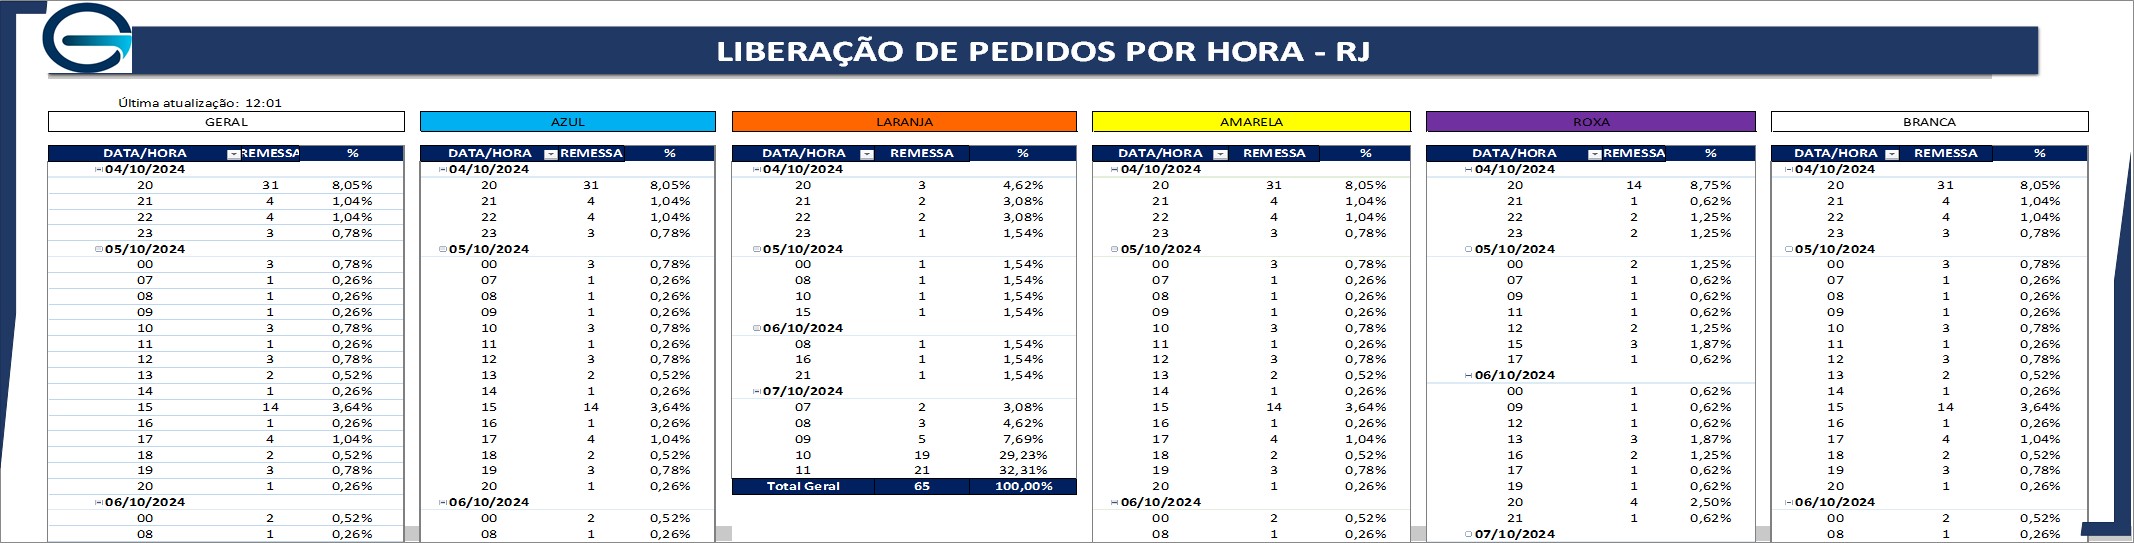 LIBERAÇÃO DE PEDIDOS POR HORA - RJ
Última atualização: 12:01
GERAL AZUL LARANJA AMARELA ROXA BRANCA
DATA/HORA REMESSA % DATA/HORA REMESSA % DATA/HORA REMESSA % DATA/HORA REMESSA % DATA/HORA REMESSA % DATA/HORA REMESSA %
04/10/2024 04/10/2024 04/10/2024 04/10/2024 04/10/2024 04/10/2024
20 31 8,05% 20 31 8,05% 20 3 4,62% 20 31 8,05% 20 14 8,75% 20 31 8,05%
21 4 1,04% 21 4 1,04% 21 2 3,08% 21 4 1,04% 21 1 0,62% 21 4 1,04%
22 4 1,04% 22 4 1,04% 22 2 3,08% 22 4 1,04% 22 2 1,25% 22 4 1,04%
23 3 0,78% 23 3 0,78% 23 1 1,54% 23 3 0,78% 23 2 1,25% 23 3 0,78%
05/10/2024 05/10/2024 05/10/2024 05/10/2024 05/10/2024 05/10/2024
00 3 0,78% 00 3 0,78% 00 1 1,54% 00 3 0,78% 00 2 1,25% 00 3 0,78%
07 1 0,26% 07 1 0,26% 08 1 1,54% 07 1 0,26% 07 1 0,62% 07 1 0,26%
08 1 0,26% 08 1 0,26% 10 1 1,54% 08 1 0,26% 09 1 0,62% 08 1 0,26%
09 1 0,26% 09 1 0,26% 15 1 1,54% 09 1 0,26% 11 1 0,62% 09 1 0,26%
10 3 0,78% 10 3 0,78% 06/10/2024 10 3 0,78% 12 2 1,25% 10 3 0,78%
11 1 0,26% 11 1 0,26% 08 1 1,54% 11 1 0,26% 15 3 1,87% 11 1 0,26%
12 3 0,78% 12 3 0,78% 16 1 1,54% 12 3 0,78% 17 1 0,62% 12 3 0,78%
13 2 0,52% 13 2 0,52% 21 1 1,54% 13 2 0,52% 06/10/2024 13 2 0,52%
14 1 0,26% 14 1 0,26% 07/10/2024 14 1 0,26% 00 1 0,62% 14 1 0,26%
15 14 3,64% 15 14 3,64% 07 2 3,08% 15 14 3,64% 09 1 0,62% 15 14 3,64%
16 1 0,26% 16 1 0,26% 08 3 4,62% 16 1 0,26% 12 1 0,62% 16 1 0,26%
17 4 1,04% 17 4 1,04% 09 5 7,69% 17 4 1,04% 13 3 1,87% 17 4 1,04%
18 2 0,52% 18 2 0,52% 10 19 29,23% 18 2 0,52% 16 2 1,25% 18 2 0,52%
19 3 0,78% 19 3 0,78% 11 21 32,31% 19 3 0,78% 17 1 0,62% 19 3 0,78%
20 1 0,26% 20 1 0,26% Total Geral 65 100,00% 20 1 0,26% 19 1 0,62% 20 1 0,26%
06/10/2024 06/10/2024 06/10/2024 20 4 2,50% 06/10/2024
00 2 0,52% 00 2 0,52% 00 2 0,52% 21 1 0,62% 00 2 0,52%
08 1 0,26% 08 1 0,26% 08 1 0,26% 07/10/2024 08 1 0,26%